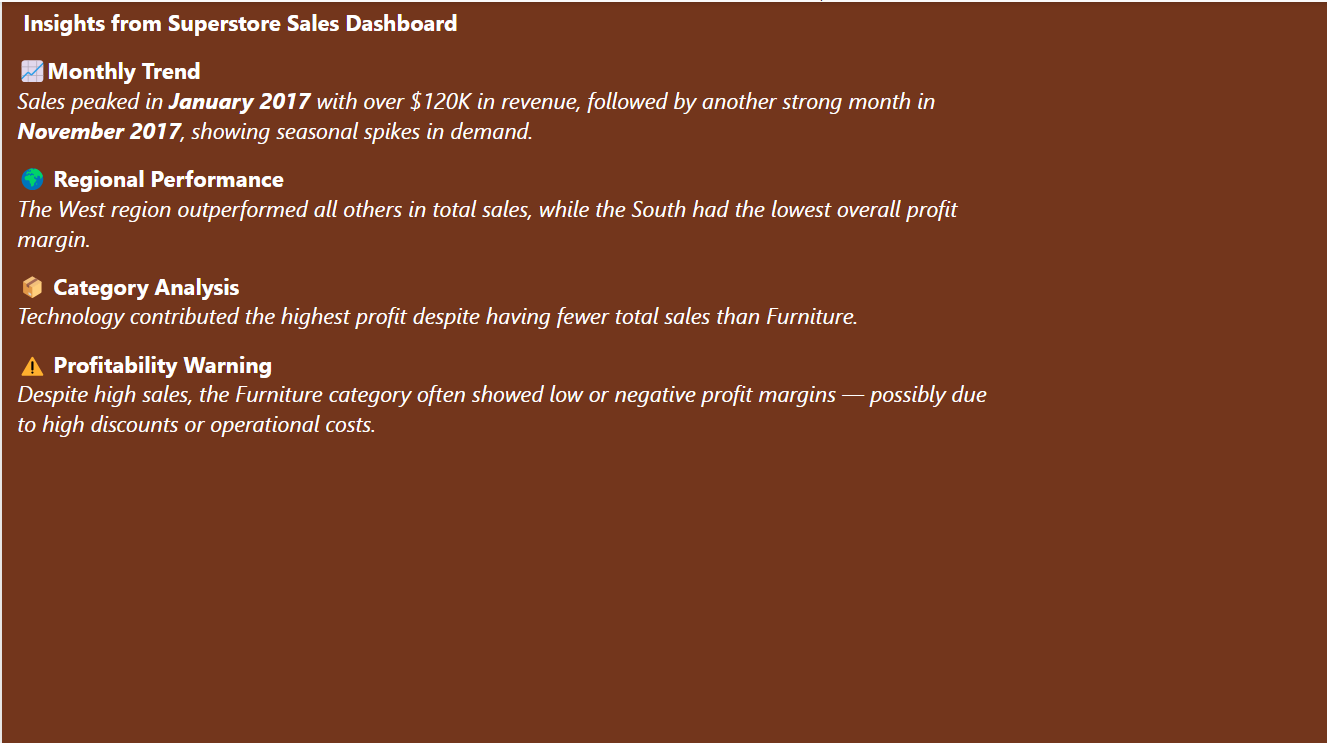 Insights from Superstore Sales Dashboard
📈Monthly Trend
Sales peaked in January 2017 with over $120K in revenue, followed by another strong month in
November 2017, showing seasonal spikes in demand.
🌍 Regional Performance
The West region outperformed all others in total sales, while the South had the lowest overall profit
margin.
📦 Category Analysis
Technology contributed the highest profit despite having fewer total sales than Furniture.
⚠️ Profitability Warning
Despite high sales, the Furniture category often showed low or negative profit margins — possibly due
to high discounts or operational costs.